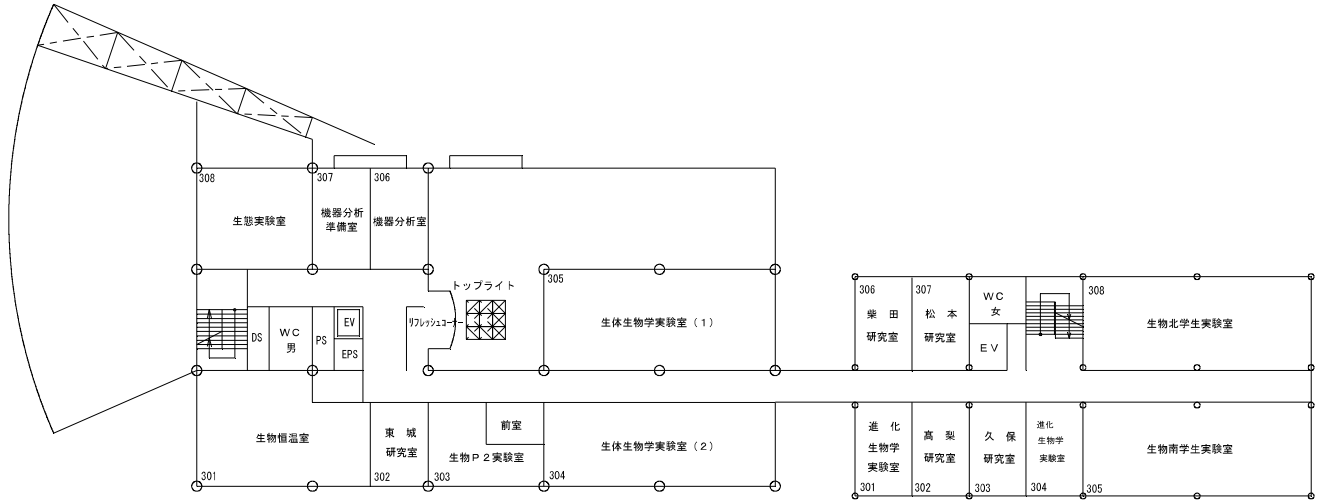 308
生態実験室
307
機器分析
準備室
306
機器分析室
トップライト
リフレッシュコーナー
305
生体生物学実験室(1)
DS
WC
男
PS
EV
EPS
生物恒温室
301
東 城
研究室
302
生物P2実験室
303
前室
生体生物学実験室(2)
304
306
柴 田
研究室
307
松 本
研究室
WC
女
EV
308
生物北学生実験室
進 化
生物学
実験室
301
髙 梨
研究室
302
久 保
研究室
303
進化
生物学
実験室
304
生物南学生実験室
305